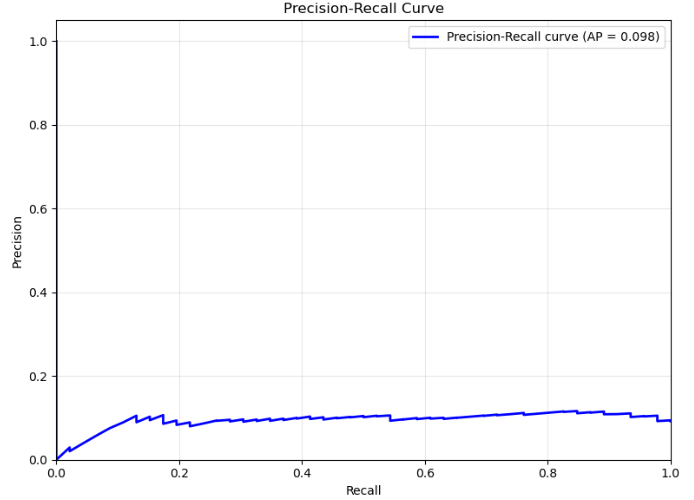 Precision-Recall Curve
Precision-Recall curve (AP = 0.098)
1.0
0.8
0.6
0.4
0.2
0.0
Precision
0.0 0.2 0.4 0.6 0.8 1.0
Recall